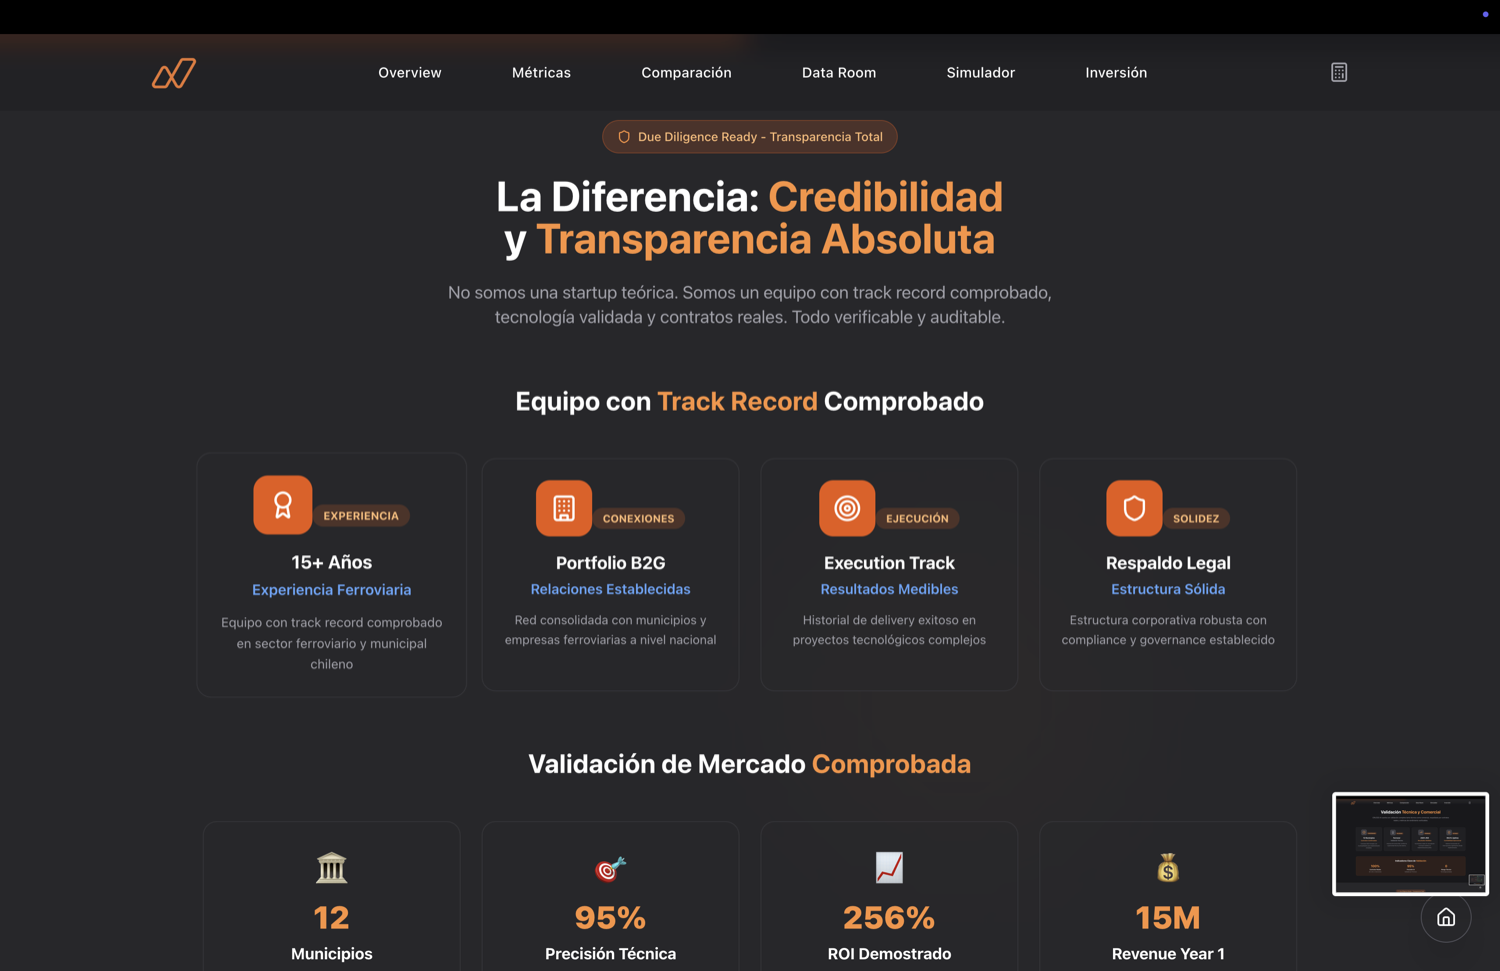 Overview
Métricas
Comparación
Data Room
Simulador
Inversión
Due Diligence Ready - Transparencia Total
La Diferencia: Credibilidad
y Transparencia Absoluta
No somos una startup teórica. Somos un equipo con track record comprobado,
tecnología validada y contratos reales. Todo verificable y auditable.
Equipo con Track Record Comprobado
EXPERIENCIA
15+ Años
Experiencia Ferroviaria
Equipo con track record comprobado
en sector ferroviario y municipal
chileno
CONEXIONES
Portfolio B2G
Relaciones Establecidas
Red consolidada con municipios y
empresas ferroviarias a nivel nacional
EJECUCIÓN
Execution Track
Resultados Medibles
Historial de delivery exitoso en
proyectos tecnológicos complejos
SOLIDEZ
Respaldo Legal
Estructura Sólida
Estructura corporativa robusta con
compliance y governance establecido
Validación de Mercado Comprobada
12
Municipios
95%
Precisión Técnica
256%
ROI Demostrado
15M
Revenue Year 1
Validación Técnica y Comercial